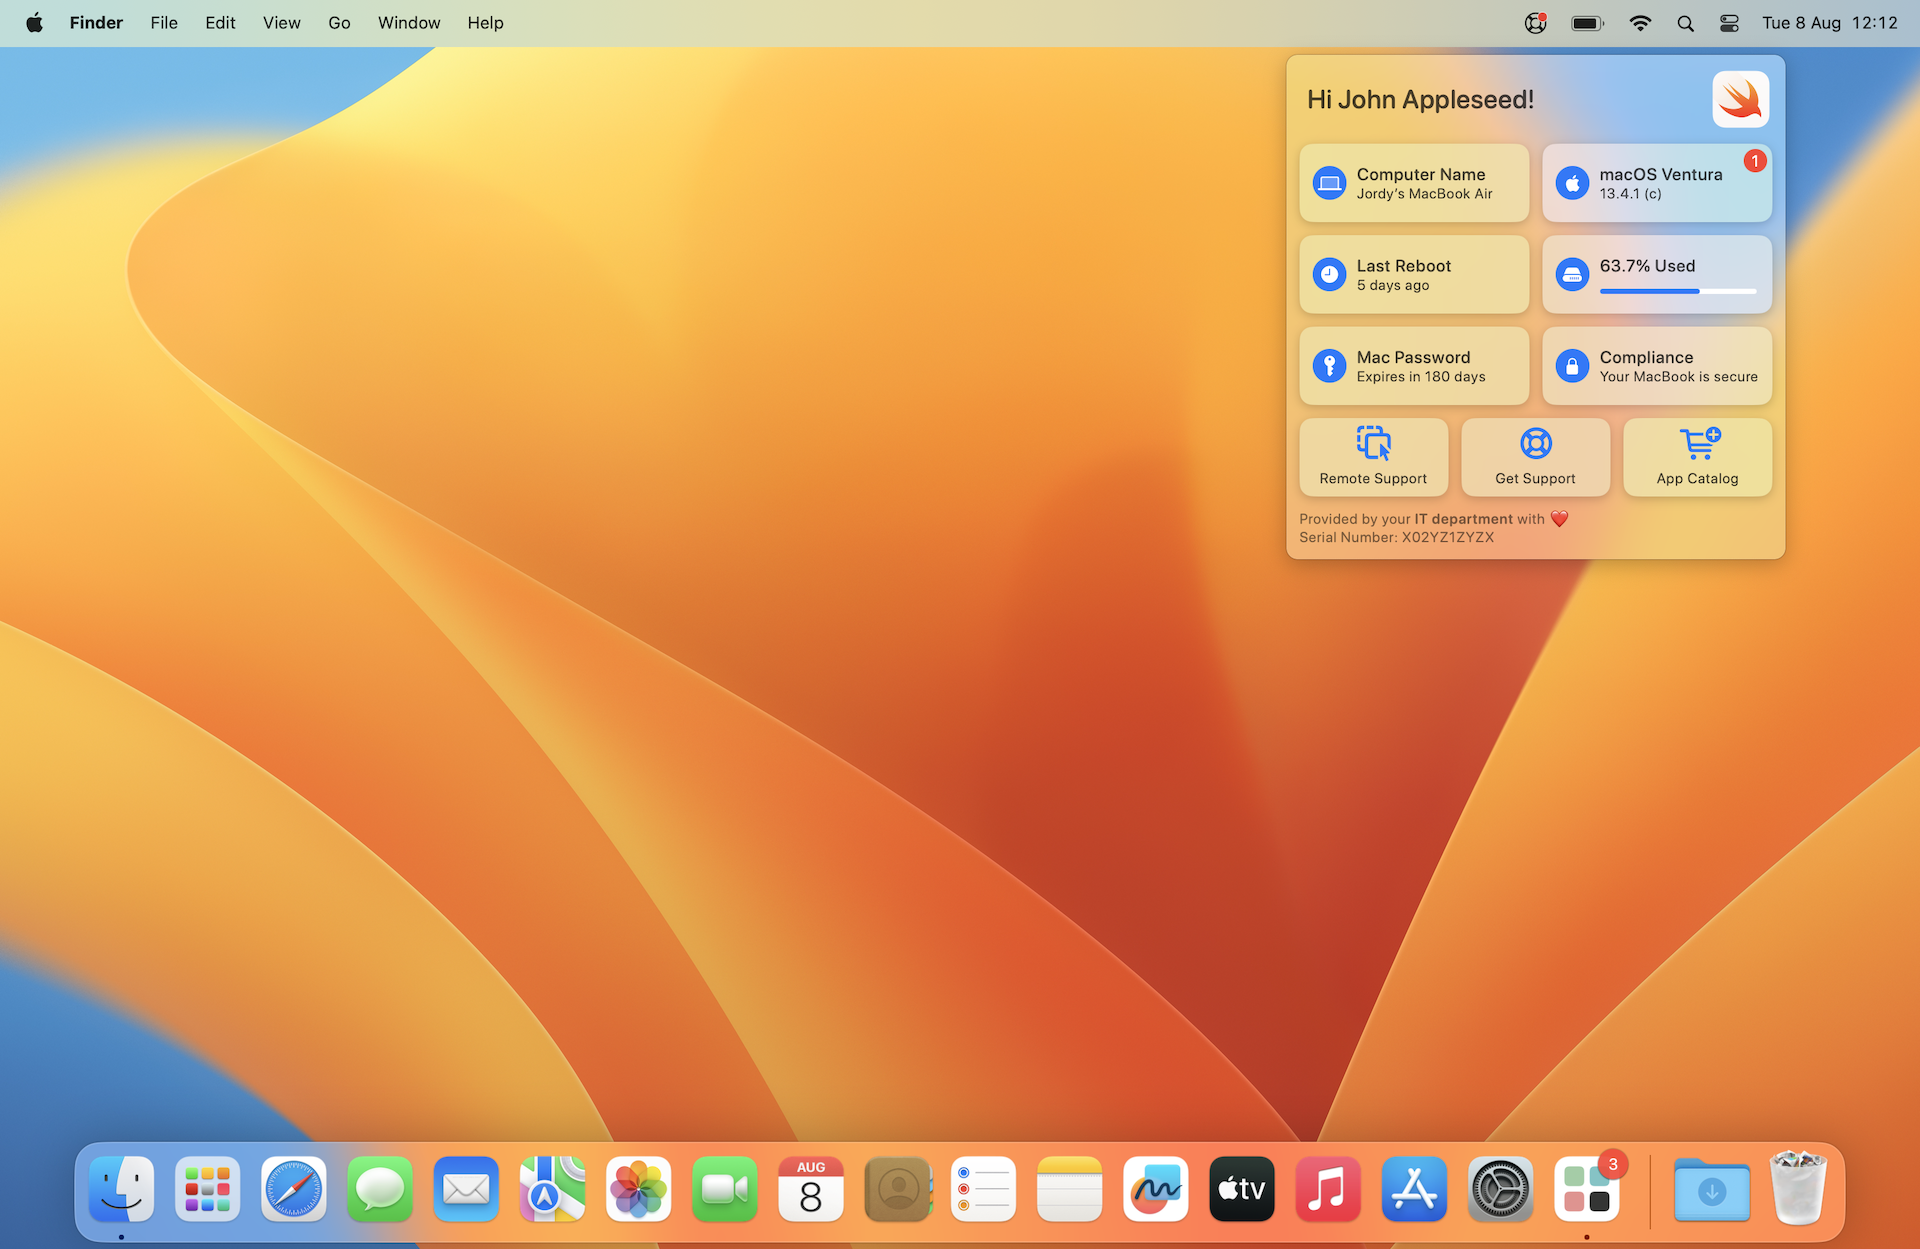 Finder File Edit View Go Window Help Tue 8 Aug 12:12
Hi John Appleseed!
Computer Name
Jordy's MacBook Air
macOS Ventura
13.4.1 (c)
1
Last Reboot
5 days ago
63.7% Used
Mac Password
Expires in 180 days
Compliance
Your MacBook is secure
Remote Support
Get Support
App Catalog
Provided by your IT department with ❤️
Serial Number: X02YZ1ZYZX
AUG
8
tv
3